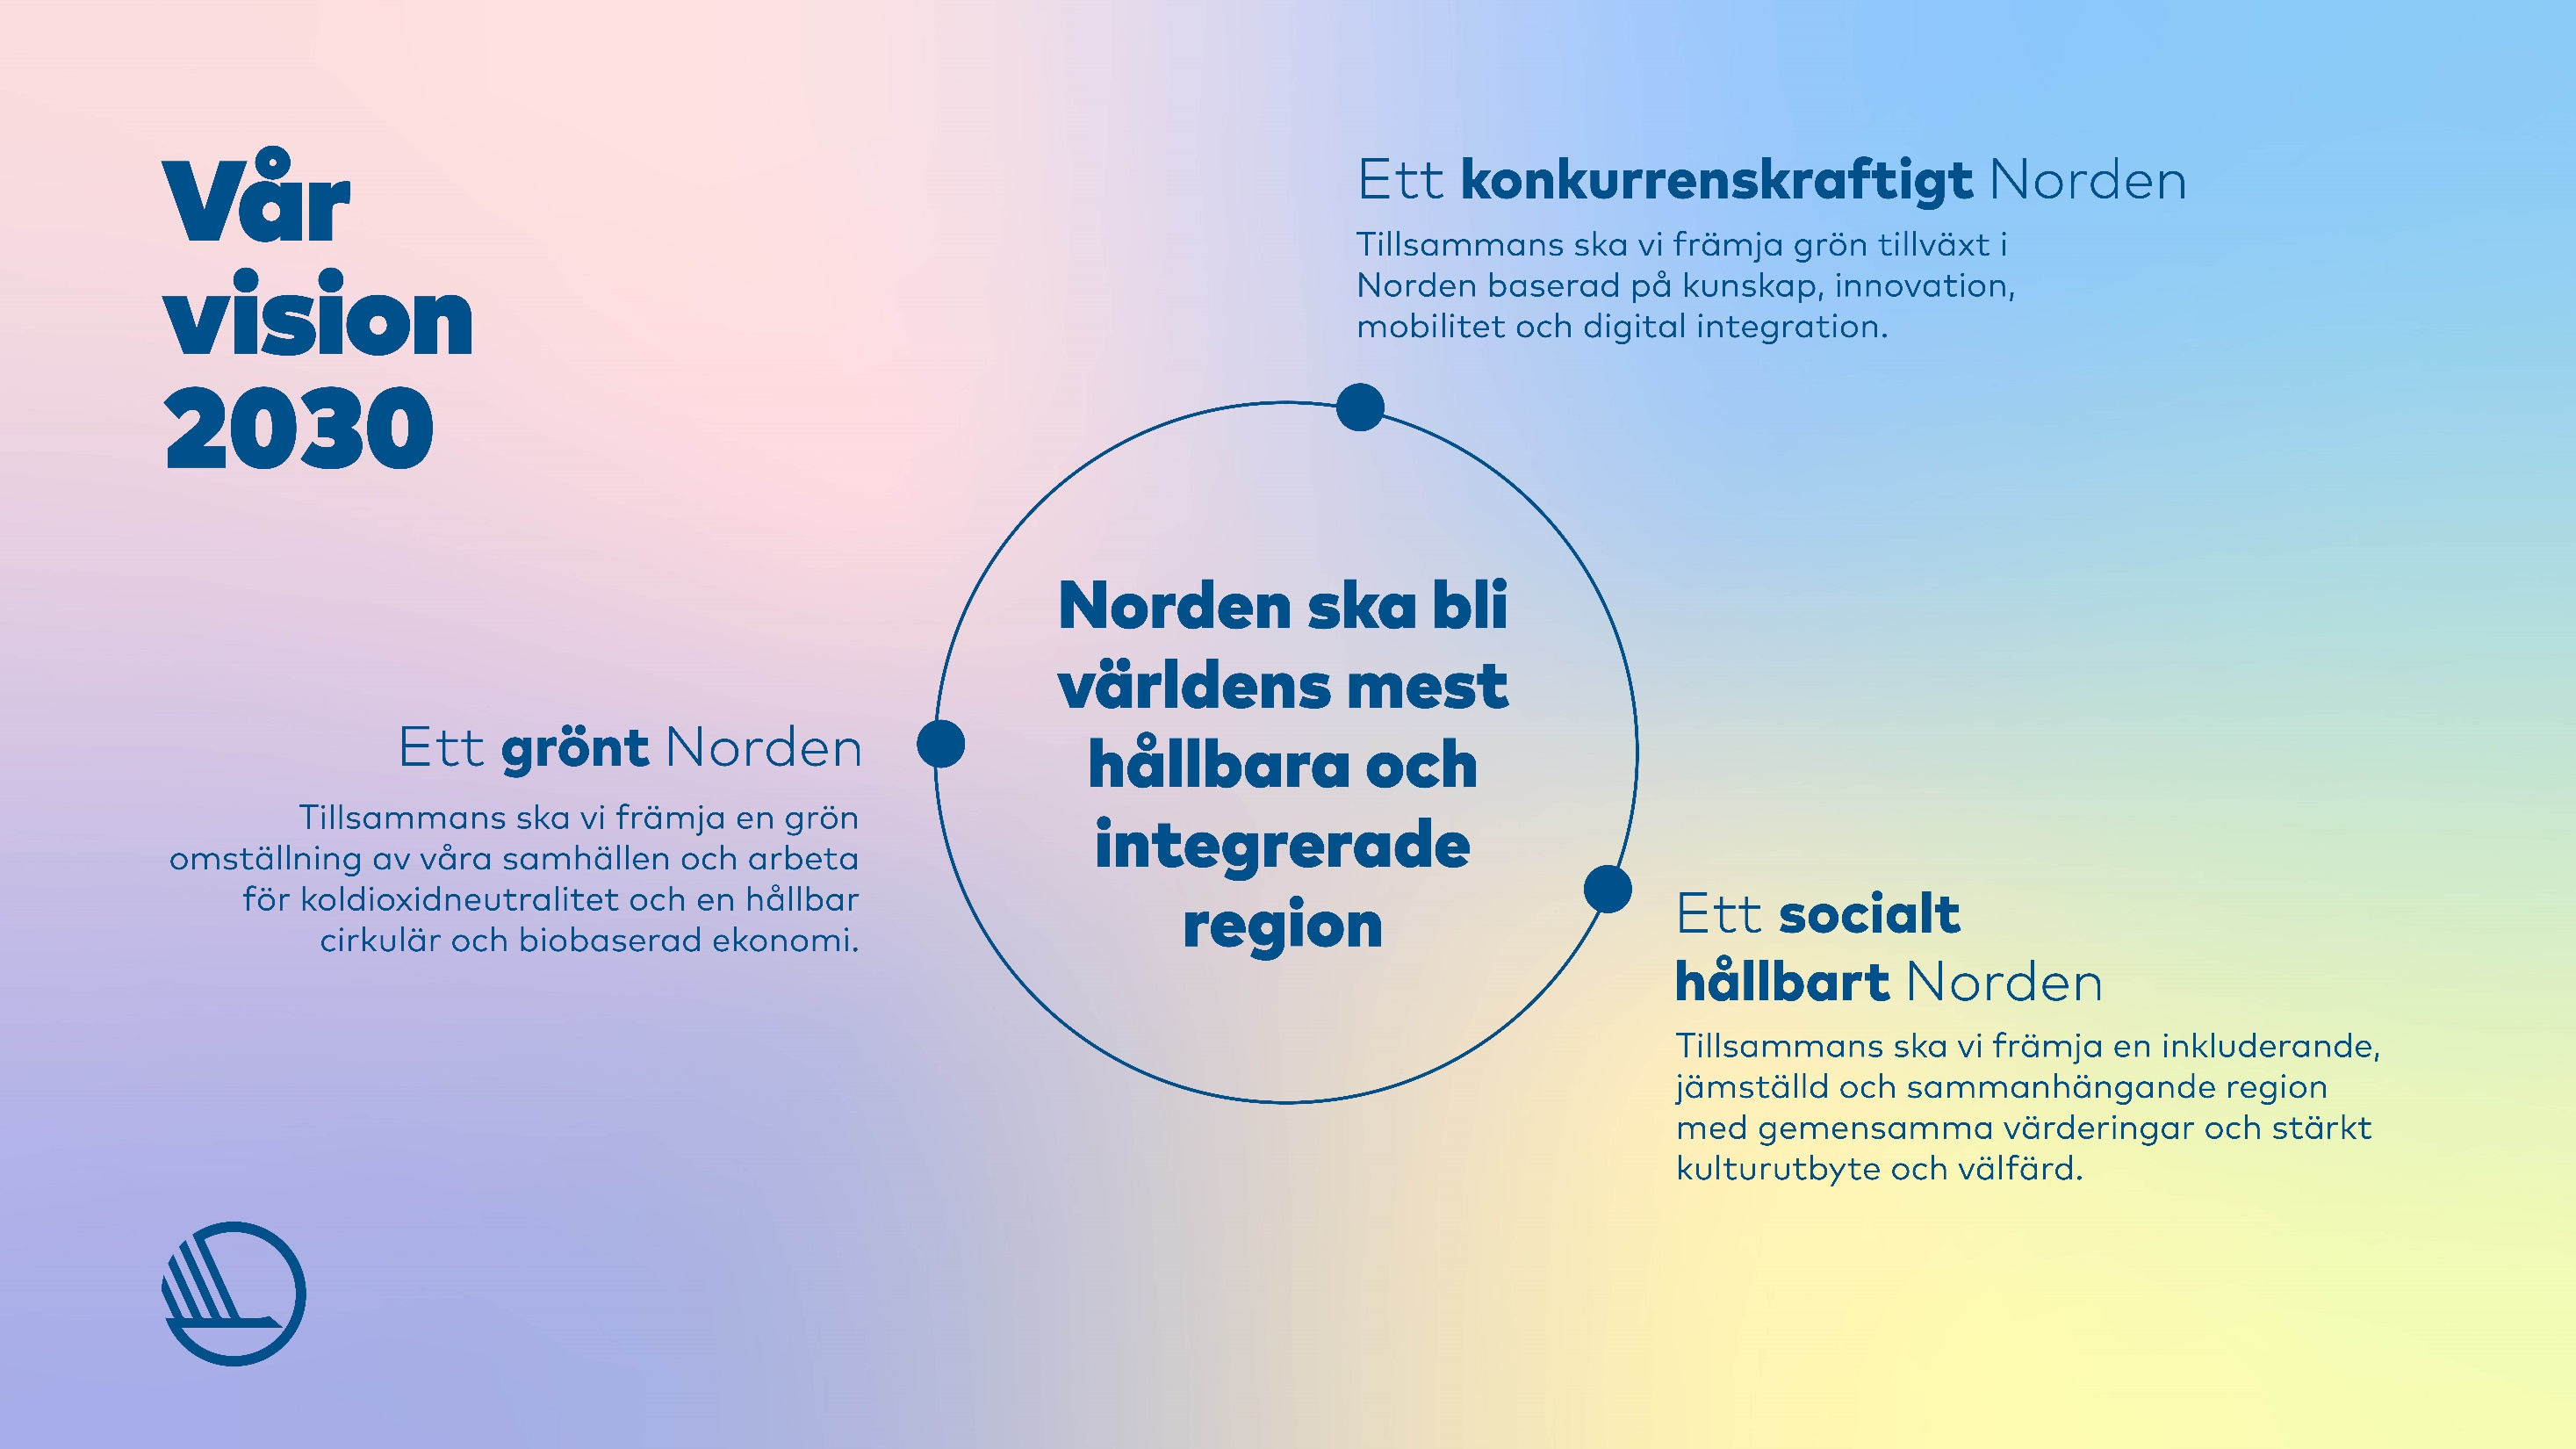 Vår
vision
2030
Ett konkurrenskraftigt Norden
Tillsammans ska vi främja grön tillväxt i
Norden baserad på kunskap, innovation,
mobilitet och digital integration.
Norden ska bli
världens mest
hållbara och
integrerade
region
Ett grönt Norden
Tillsammans ska vi främja en grön
omställning av våra samhällen och arbeta
för koldioxidneutralitet och en hållbar
cirkulär och biobaserad ekonomi.
Ett socialt
hållbart Norden
Tillsammans ska vi främja en inkluderande,
jämställd och sammanhängande region
med gemensamma värderingar och stärkt
kulturutbyte och välfärd.